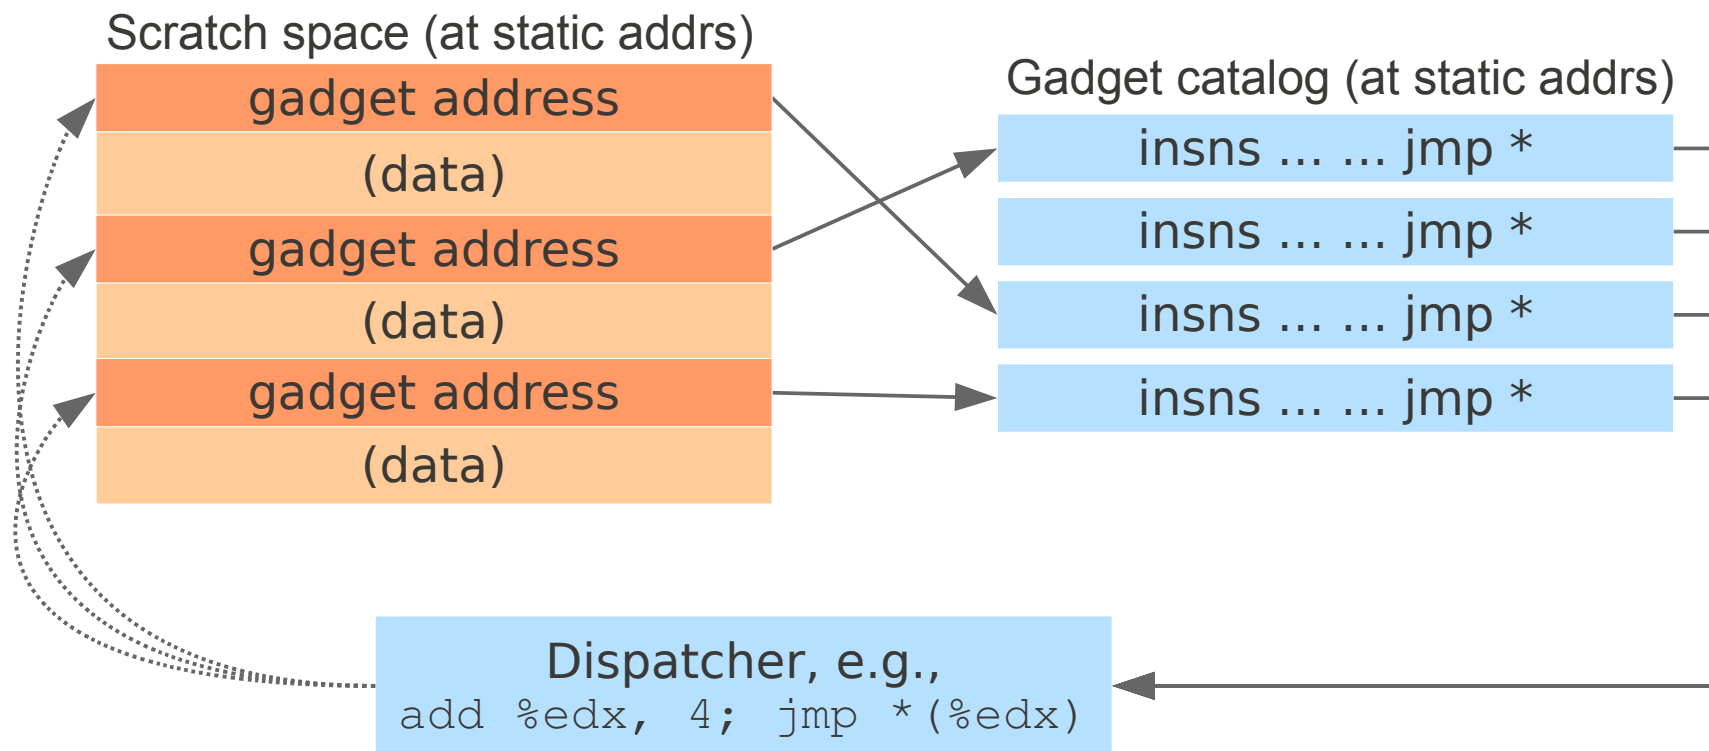 Scratch space (at static addrs)
gadget address
(data)
gadget address
(data)
gadget address
(data)
Gadget catalog (at static addrs)
insns ... ... jmp *
insns ... ... jmp *
insns ... ... jmp *
insns ... ... jmp *
Dispatcher, e.g.,
add %edx, 4; jmp *(%edx)